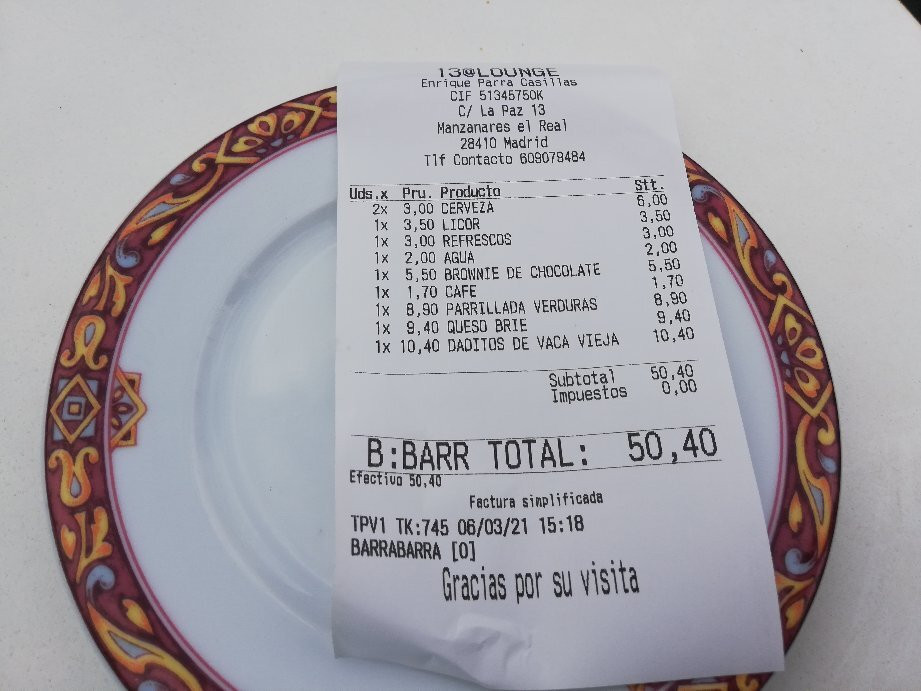 13@LOUNGE
Enrique Parra Casillas
CIF 51345750K
C/ La Paz 13
Manzanares el Real
28410 Madrid
Tlf Contacto 609079484
Uds.x Pru. Producto Stt.
2x 3,00 CERVEZA 6,00
1x 3,50 LICOR 3,50
1x 3,00 REFRESCOS 3,00
1x 2,00 AGUA 2,00
1x 5,50 BROWNIE DE CHOCOLATE 5,50
1x 1,70 CAFE 1,70
1x 8,90 PARRILLADA VERDURAS 8,90
1x 9,40 QUESO BRIE 9,40
1x 10,40 DADITOS DE VACA VIEJA 10,40
Subtotal 50,40
Impuestos 0,00
B:BARR TOTAL: 50,40
Efectivo 50,40
Factura simplificada
TPV1 TK:745 06/03/21 15:18
BARRABARRA [0]
Gracias por su visita